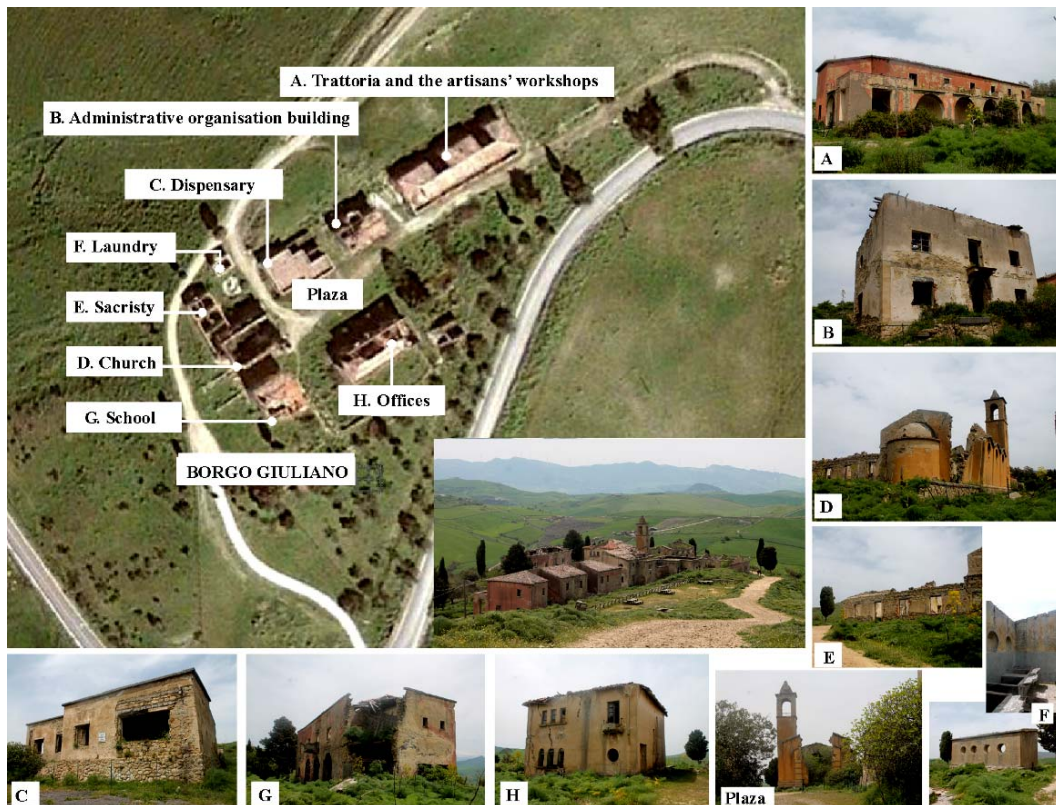 A. Trattoria and the artisans' workshops
B. Administrative organisation building
C. Dispensary
F. Laundry
Plaza
E. Sacristy
D. Church
H. Offices
G. School
BORGO GIULIANO
A
B
D
E
F
C
G
H
Plaza